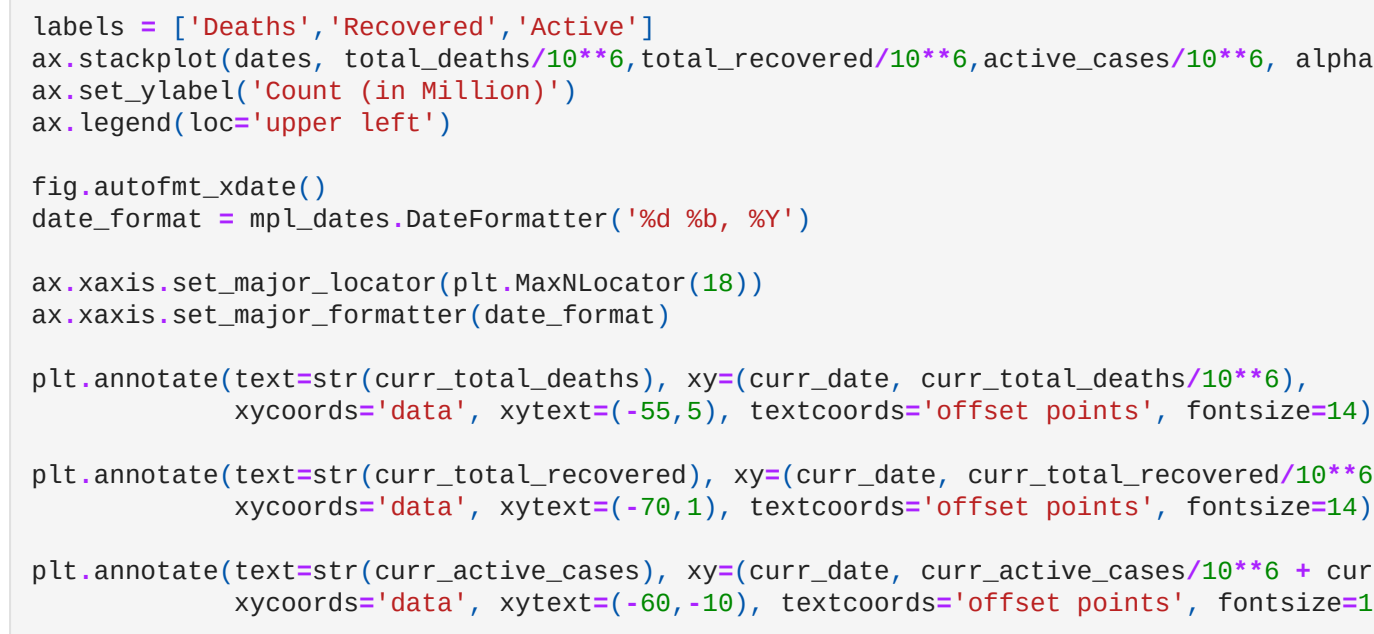 labels = ['Deaths','Recovered','Active']
ax.stackplot(dates, total_deaths/10**6,total_recovered/10**6,active_cases/10**6, alpha
ax.set_ylabel('Count (in Million)')
ax.legend(loc='upper left')

fig.autofmt_xdate()
date_format = mpl_dates.DateFormatter('%d %b, %Y')

ax.xaxis.set_major_locator(plt.MaxNLocator(18))
ax.xaxis.set_major_formatter(date_format)

plt.annotate(text=str(curr_total_deaths), xy=(curr_date, curr_total_deaths/10**6),
             xycoords='data', xytext=(-55,5), textcoords='offset points', fontsize=14)

plt.annotate(text=str(curr_total_recovered), xy=(curr_date, curr_total_recovered/10**6
             xycoords='data', xytext=(-70,1), textcoords='offset points', fontsize=14)

plt.annotate(text=str(curr_active_cases), xy=(curr_date, curr_active_cases/10**6 + cur
             xycoords='data', xytext=(-60,-10), textcoords='offset points', fontsize=1